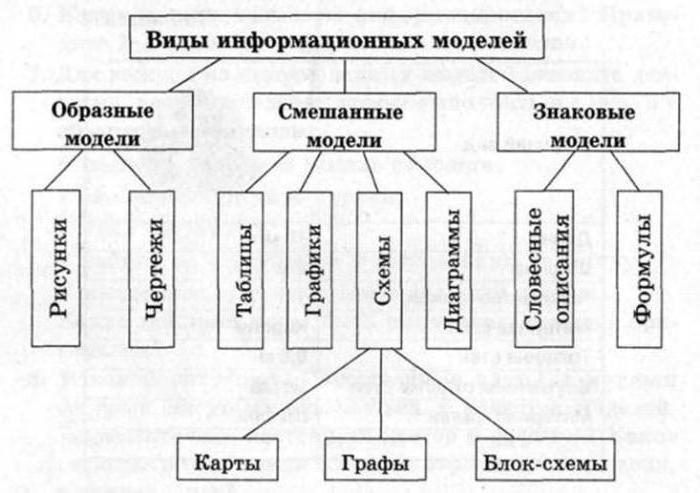 Виды информационных моделей
Образные
модели
Смешанные
модели
Знаковые
модели
Рисунки
Чертежи
Таблицы
Графики
Схемы
Диаграммы
Словесные
описания
Формулы
Карты
Графы
Блок-схемы